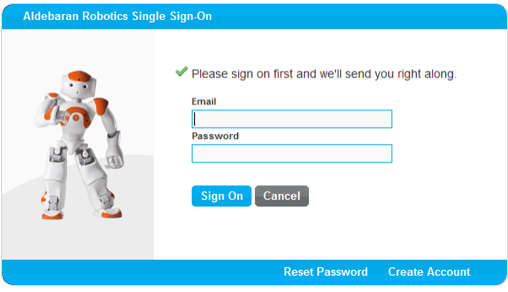 Aldebaran Robotics Single Sign-On
Please sign on first and we'll send you right along.
Email
Password
Sign On Cancel
Reset Password Create Account